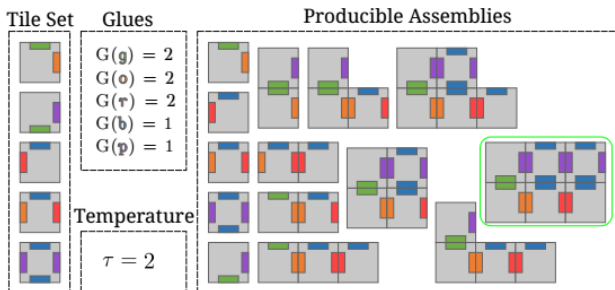 Tile Set
Glues
Producible Assemblies
G(g) = 2
G(o) = 2
G(r) = 2
G(b) = 1
G(p) = 1
Temperature
τ = 2